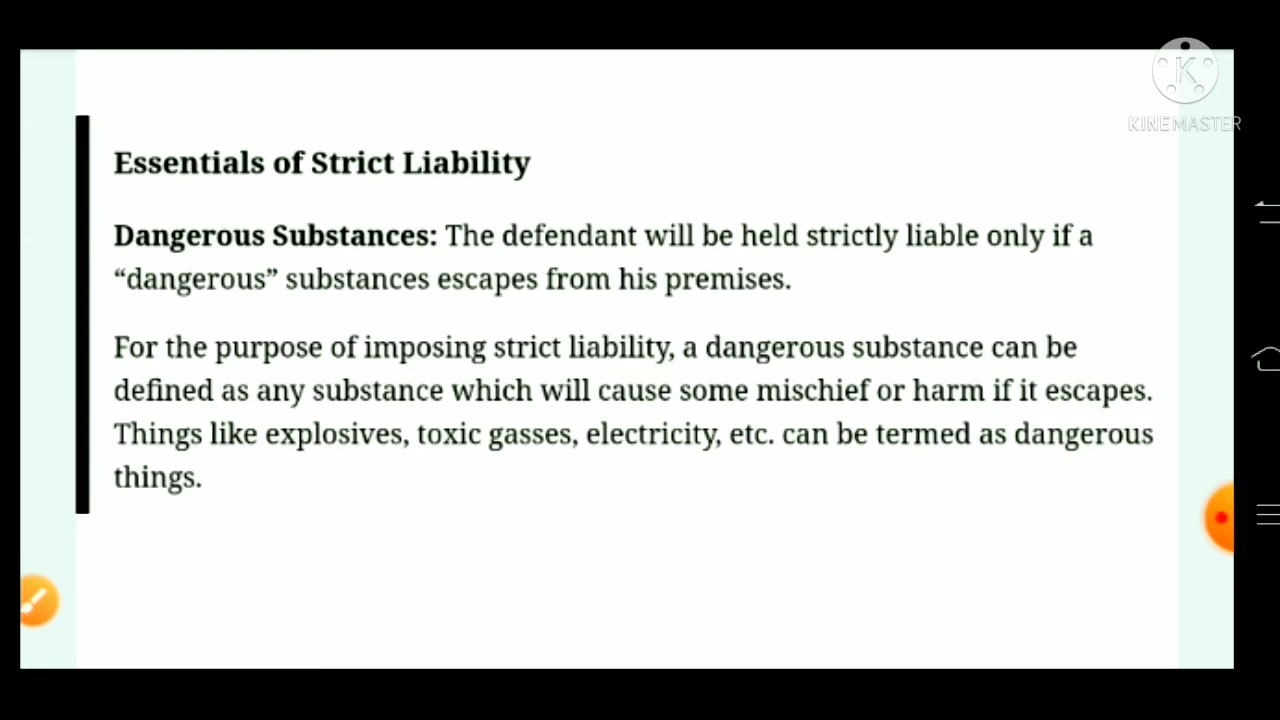 K
KINEMASTER
Essentials of Strict Liability
Dangerous Substances: The defendant will be held strictly liable only if a
“dangerous” substances escapes from his premises.
For the purpose of imposing strict liability, a dangerous substance can be
defined as any substance which will cause some mischief or harm if it escapes.
Things like explosives, toxic gasses, electricity, etc. can be termed as dangerous
things.